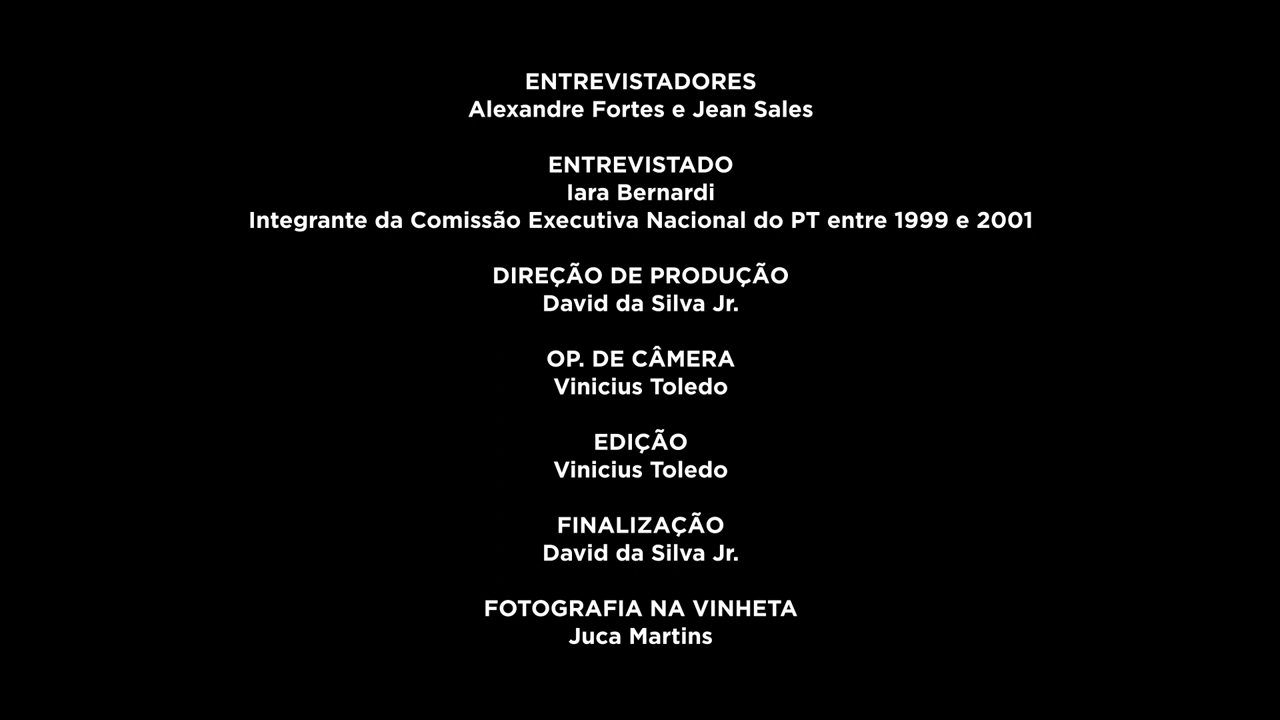 ENTREVISTADORES
Alexandre Fortes e Jean Sales
ENTREVISTADO
Iara Bernardi
Integrante da Comissão Executiva Nacional do PT entre 1999 e 2001
DIREÇÃO DE PRODUÇÃO
David da Silva Jr.
OP. DE CÂMERA
Vinicius Toledo
EDIÇÃO
Vinicius Toledo
FINALIZAÇÃO
David da Silva Jr.
FOTOGRAFIA NA VINHETA
Juca Martins